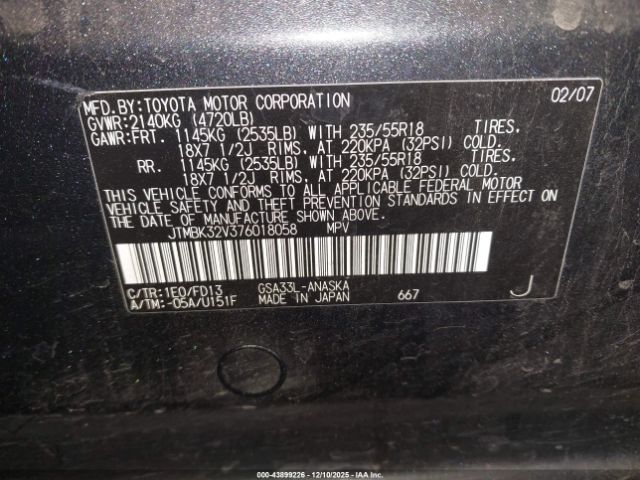 MFD. BY: TOYOTA MOTOR CORPORATION 02/07
GVWR: 2140KG (4720LB)
GAWR: FRT. 1145KG (2535LB) WITH 235/55R18 TIRES,
18X7 1/2J RIMS, AT 220KPA (32PSI) COLD.
RR. 1145KG (2535LB) WITH 235/55R18 TIRES,
18X7 1/2J RIMS, AT 220KPA (32PSI) COLD.
THIS VEHICLE CONFORMS TO ALL APPLICABLE FEDERAL MOTOR
VEHICLE SAFETY AND THEFT PREVENTION STANDARDS IN EFFECT ON
THE DATE OF MANUFACTURE SHOWN ABOVE.
JTMBK32V376018058 MPV
C/TR: 1E0/FD13 GSA33L-ANASKA
A/TM: -05A/U151F MADE IN JAPAN 667 J
000-43899226 - 12/10/2025 - IAAI.CA